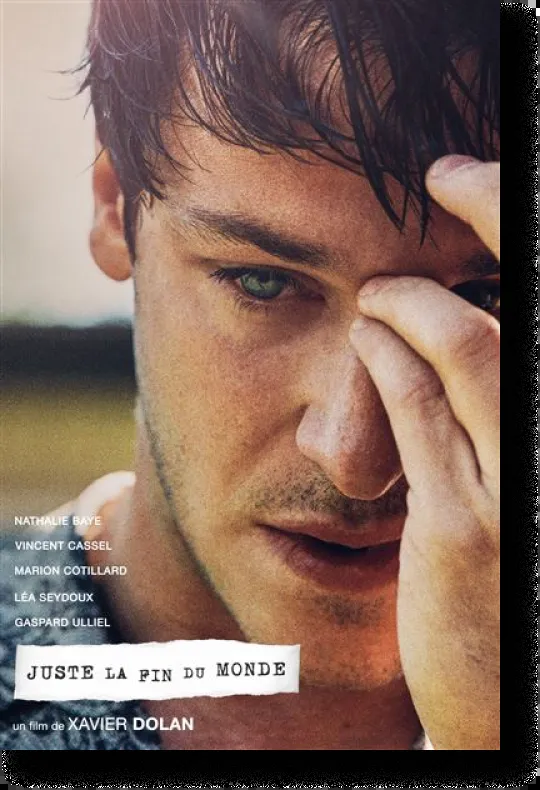 NATHALIE BAYE
VINCENT CASSEL
MARION COTILLARD
LÉA SEYDOUX
GASPARD ULLIEL
JUSTE LA FIN DU MONDE
un film de XAVIER DOLAN